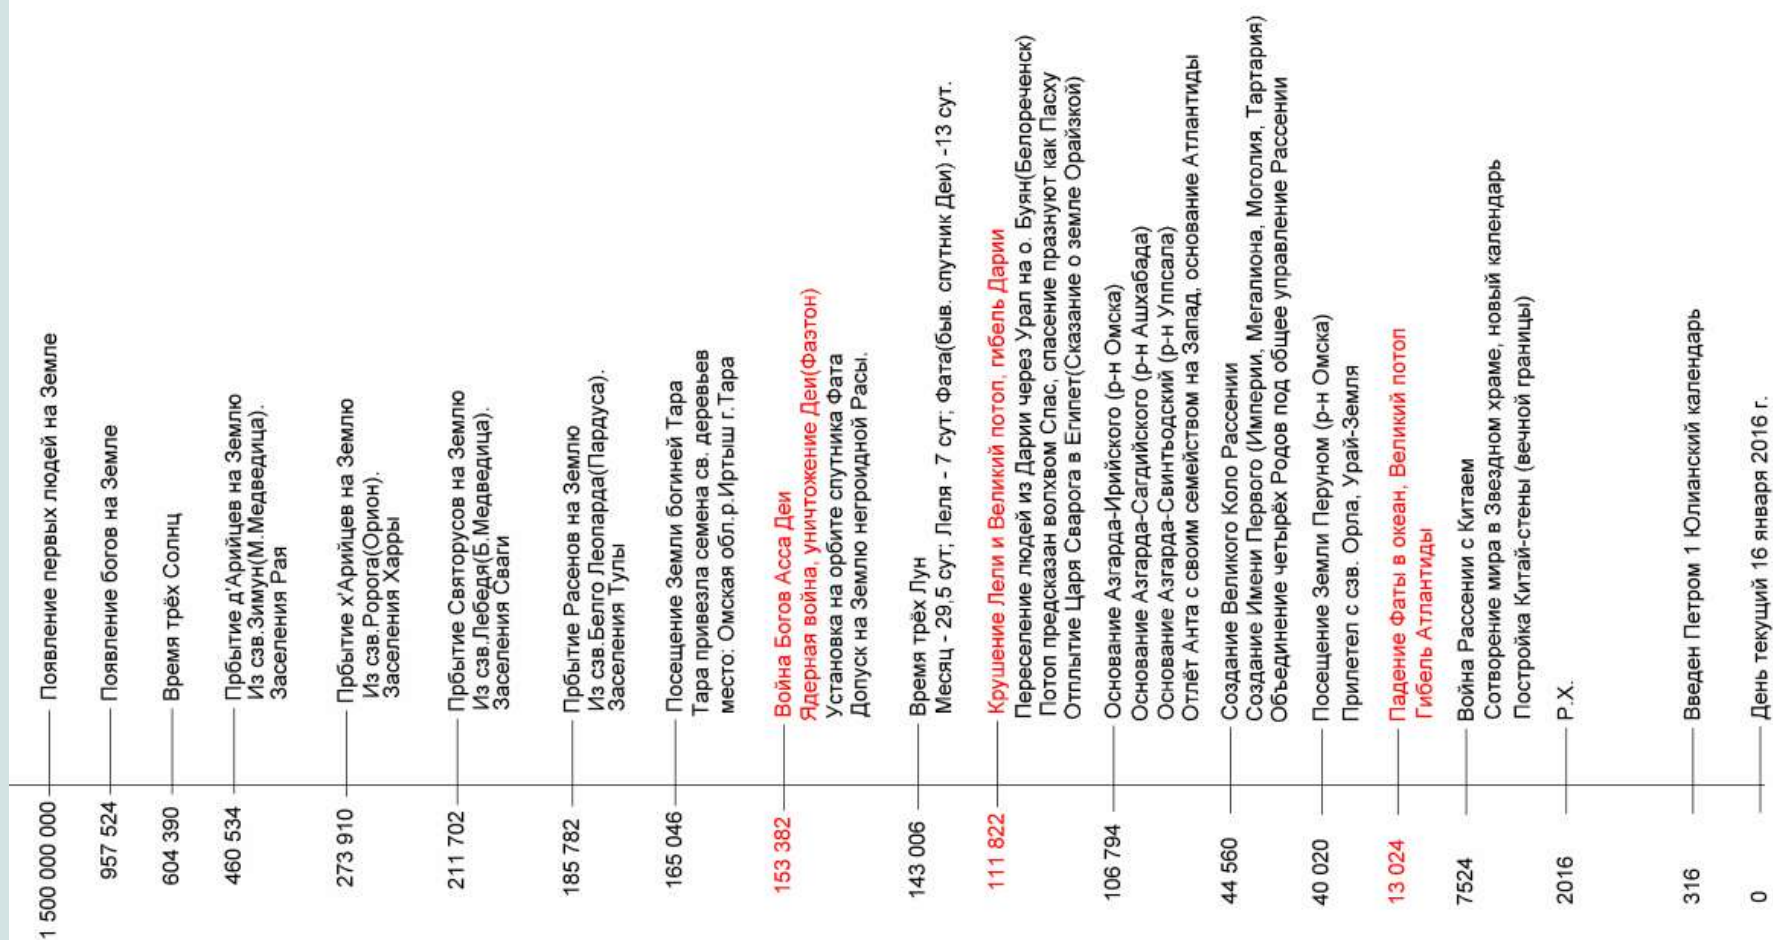 1 500 000 000 Появление первых людей на Земле
957 524 Появление богов на Земле
604 390 Время трёх Солнц
460 534 Прбытие д'Арийцев на Землю
Из сзв.Зимун(М.Медведица).
Заселения Рая
273 910 Прбытие х'Арийцев на Землю
Из сзв.Ророга(Орион).
Заселения Харры
211 702 Прбытие Святорусов на Землю
Из сзв.Лебедя(Б.Медведица).
Заселения Сваги
185 782 Прбытие Расенов на Землю
Из сзв.Белго Леопарда(Пардуса).
Заселения Тулы
165 046 Посещение Земли богиней Тара
Тара привезла семена св. деревьев
место: Омская обл.р.Иртыш г.Тара
153 382 Война Богов Асса Деи
Ядерная война, уничтожение Деи(Фаэтон)
Установка на орбите спутника Фата
Допуск на Землю негроидной Расы.
143 006 Время трёх Лун
Месяц - 29,5 сут; Леля - 7 сут; Фата(быв. спутник Деи) -13 сут.
111 822 Крушение Лели и Великий потоп, гибель Дарии
Переселение людей из Дарии через Урал на о. Буян(Белореченск)
Потоп предсказан волхвом Спас, спасение празнуют как Пасху
Отплытие Царя Сварога в Египет(Сказание о земле Орайзкой)
106 794 Основание Азгарда-Ирийского (р-н Омска)
Основание Азгарда-Сагдийского (р-н Ашхабада)
Основание Азгарда-Свинтьодский (р-н Уппсала)
Отлёт Анта с своим семейством на Запад, основание Атлантиды
44 560 Создание Великого Коло Рассении
Создание Имени Первого (Империи, Мегалиона, Моголия, Тартария)
Объединение четырёх Родов под общее управление Рассении
40 020 Посещение Земли Перуном (р-н Омска)
Прилетел с сзв. Орла, Урай-Земля
13 024 Падение Фаты в океан, Великий потоп
Гибель Атлантиды
7524 Война Рассении с Китаем
Сотворение мира в Звездном храме, новый календарь
Постройка Китай-стены (вечной границы)
2016 Р.Х.
316 Введен Петром 1 Юлианский календарь
0 День текущий 16 января 2016 г.